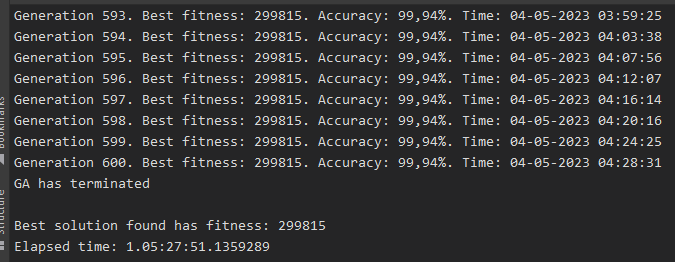 Generation 593. Best fitness: 299815. Accuracy: 99,94%. Time: 04-05-2023 03:59:25
Generation 594. Best fitness: 299815. Accuracy: 99,94%. Time: 04-05-2023 04:03:38
Generation 595. Best fitness: 299815. Accuracy: 99,94%. Time: 04-05-2023 04:07:56
Generation 596. Best fitness: 299815. Accuracy: 99,94%. Time: 04-05-2023 04:12:07
Generation 597. Best fitness: 299815. Accuracy: 99,94%. Time: 04-05-2023 04:16:14
Generation 598. Best fitness: 299815. Accuracy: 99,94%. Time: 04-05-2023 04:20:16
Generation 599. Best fitness: 299815. Accuracy: 99,94%. Time: 04-05-2023 04:24:25
Generation 600. Best fitness: 299815. Accuracy: 99,94%. Time: 04-05-2023 04:28:31
GA has terminated
Best solution found has fitness: 299815
Elapsed time: 1.05:27:51.1359289
Bookmarks
Structure